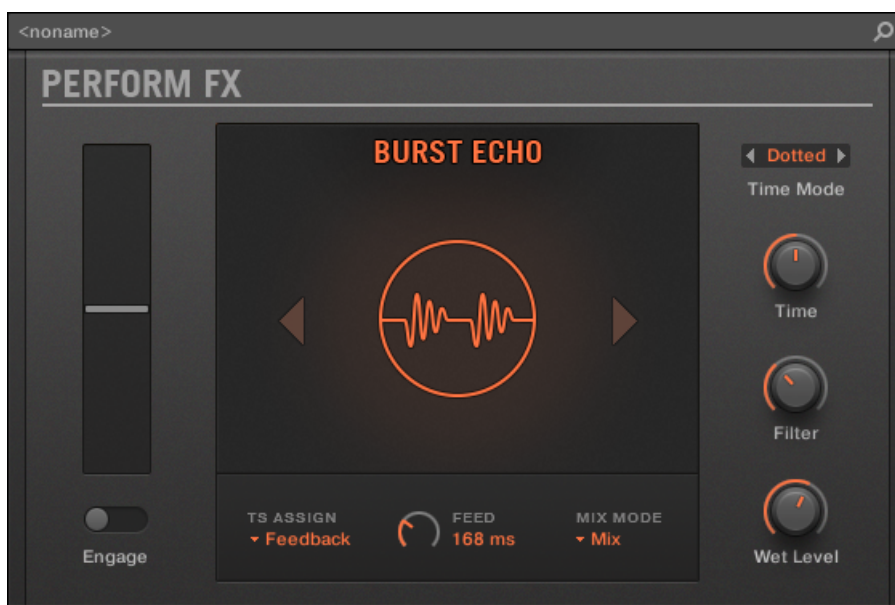 <noname>
PERFORM FX
BURST ECHO
Dotted
Time Mode
Time
Filter
Wet Level
TS ASSIGN
Feedback
FEED
168 ms
MIX MODE
Mix
Engage